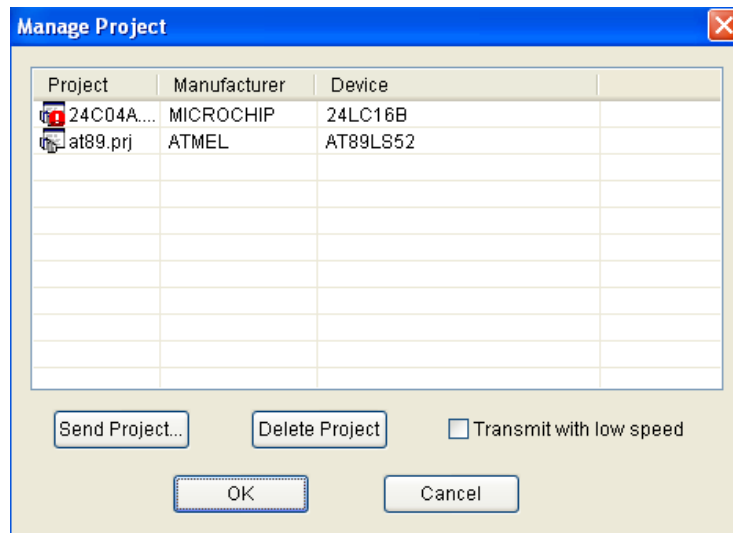 Manage Project
Project Manufacturer Device
24C04A.... MICROCHIP 24LC16B
at89.prj ATMEL AT89LS52
Send Project... Delete Project Transmit with low speed
OK Cancel